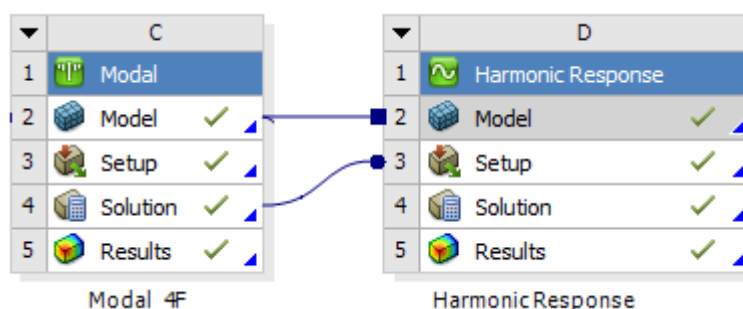 C
1 Modal
2 Model
3 Setup
4 Solution
5 Results
Modal 4F
D
1 Harmonic Response
2 Model
3 Setup
4 Solution
5 Results
Harmonic Response